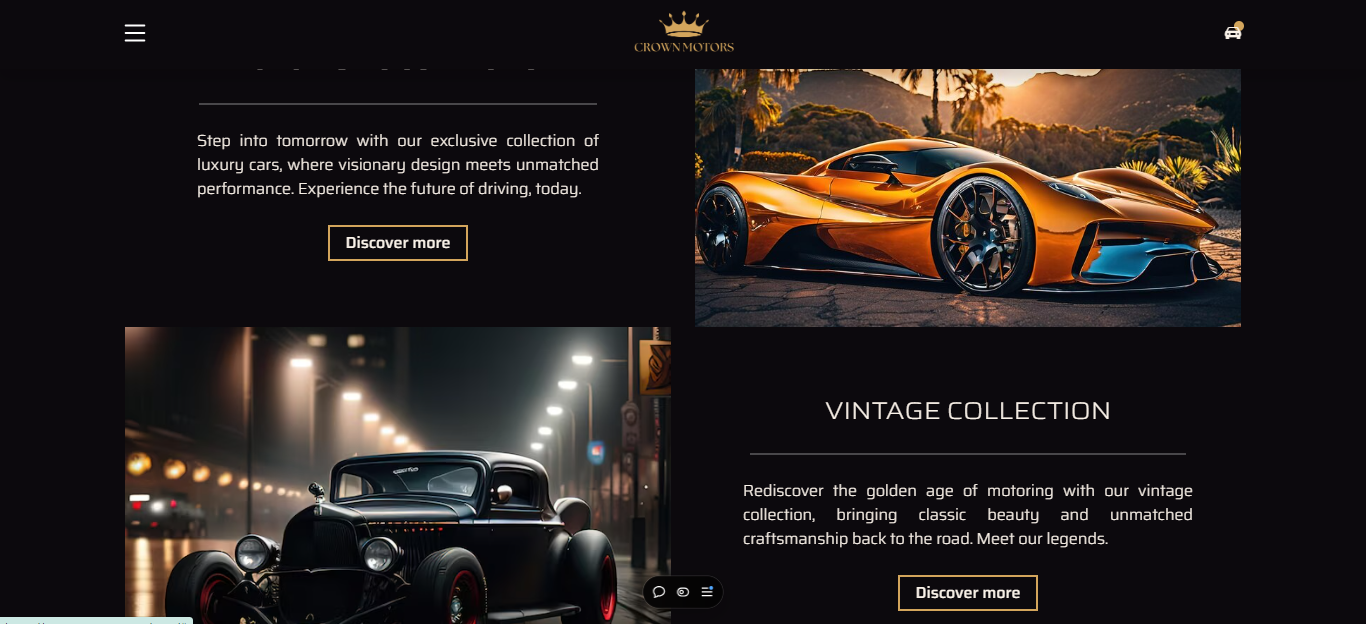 CROWN MOTORS
Step into tomorrow with our exclusive collection of
luxury cars, where visionary design meets unmatched
performance. Experience the future of driving, today.
Discover more
VINTAGE COLLECTION
Rediscover the golden age of motoring with our vintage
collection, bringing classic beauty and unmatched
craftsmanship back to the road. Meet our legends.
Discover more